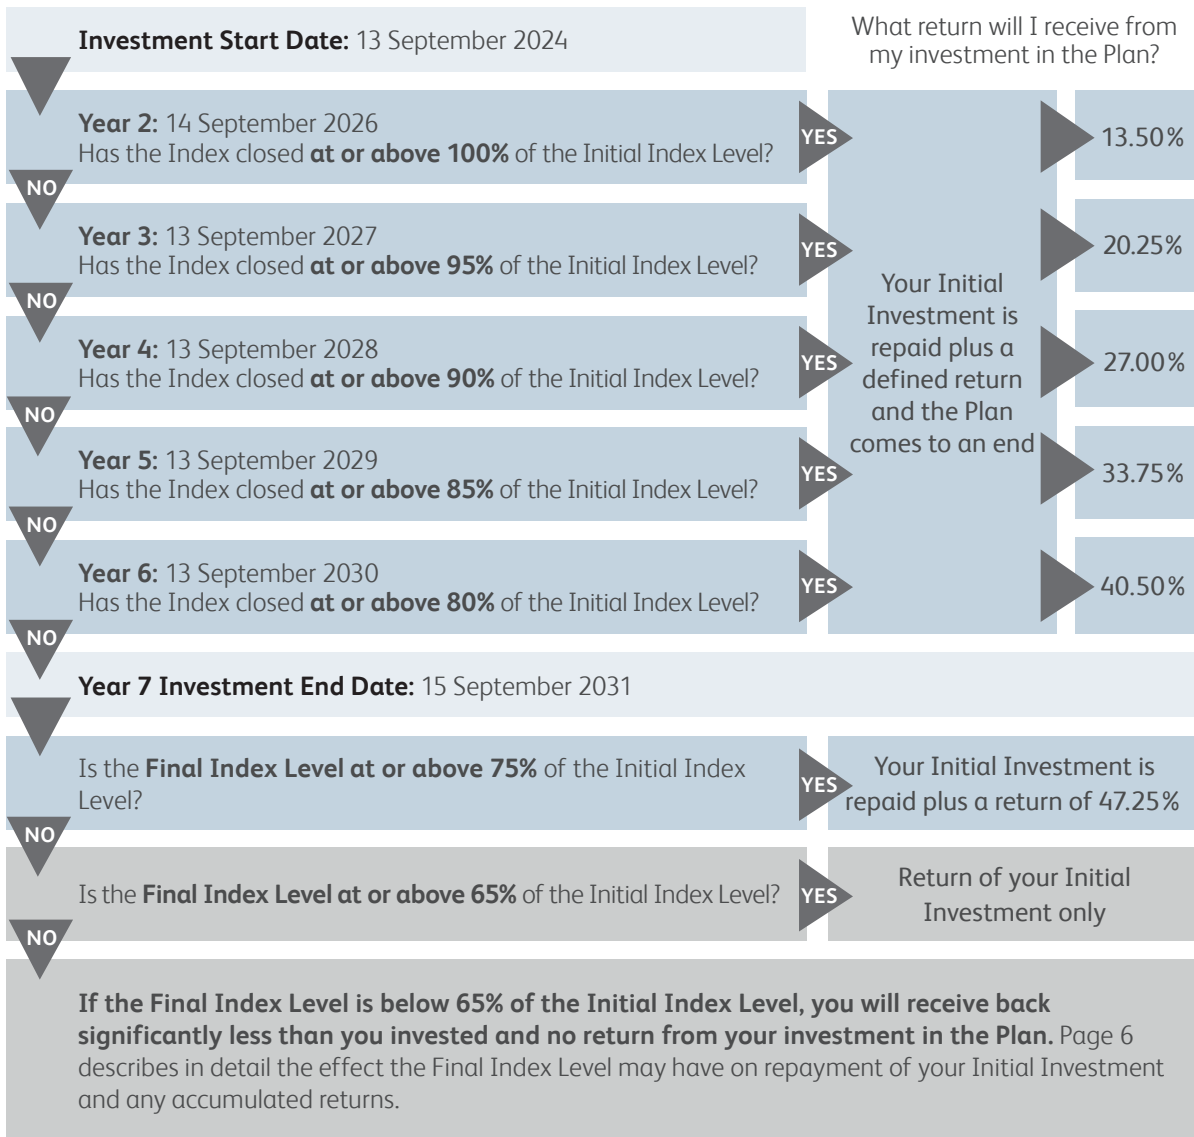 Investment Start Date: 13 September 2024
What return will I receive from
my investment in the Plan?
Year 2: 14 September 2026
Has the Index closed at or above 100% of the Initial Index Level?
YES
13.50%
NO
Year 3: 13 September 2027
Has the Index closed at or above 95% of the Initial Index Level?
YES
20.25%
NO
Year 4: 13 September 2028
Has the Index closed at or above 90% of the Initial Index Level?
YES
27.00%
NO
Year 5: 13 September 2029
Has the Index closed at or above 85% of the Initial Index Level?
YES
33.75%
NO
Year 6: 13 September 2030
Has the Index closed at or above 80% of the Initial Index Level?
YES
40.50%
Your Initial
Investment is
repaid plus a
defined return
and the Plan
comes to an end
NO
Year 7 Investment End Date: 15 September 2031
Is the Final Index Level at or above 75% of the Initial Index
Level?
YES
Your Initial Investment is
repaid plus a return of 47.25%
NO
Is the Final Index Level at or above 65% of the Initial Index Level?
YES
Return of your Initial
Investment only
NO
If the Final Index Level is below 65% of the Initial Index Level, you will receive back
significantly less than you invested and no return from your investment in the Plan. Page 6
describes in detail the effect the Final Index Level may have on repayment of your Initial Investment
and any accumulated returns.